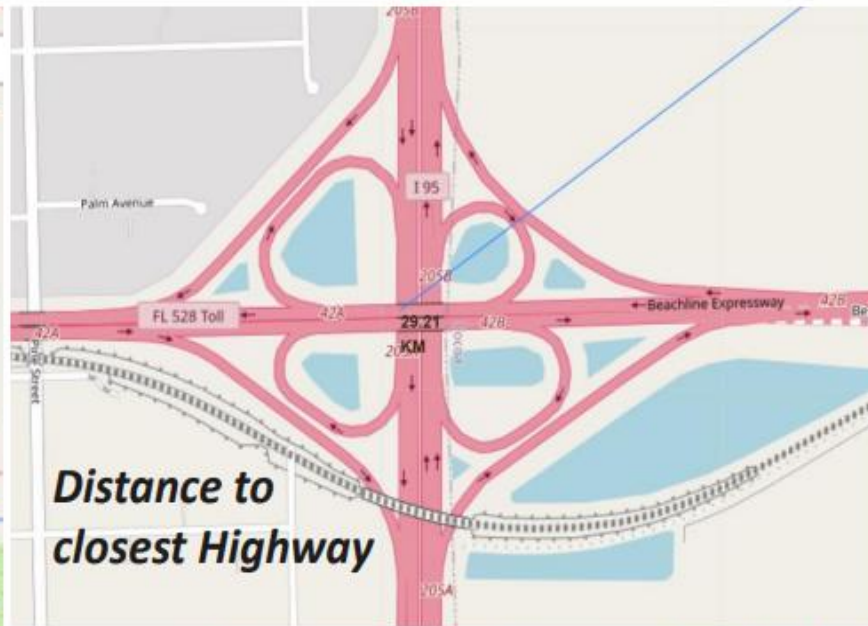 205B
Palm Avenue
I 95
205B
Beachline Expressway
42B
FL 528 Toll
42A
29.21
42B
42A
KM
Distance to
closest Highway
205A